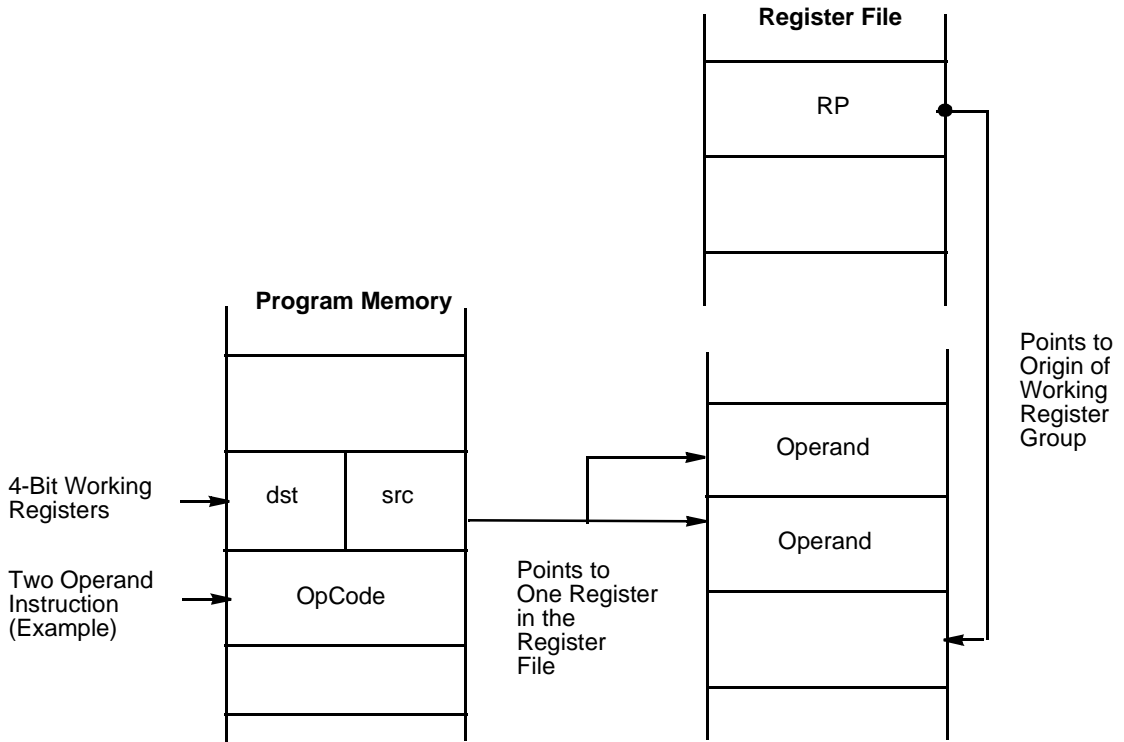 Register File
RP
Points to
Origin of
Working
Register
Group
Program Memory
Operand
4-Bit Working
Registers
dst
src
Operand
Two Operand
Instruction
(Example)
OpCode
Points to
One Register
in the
Register
File